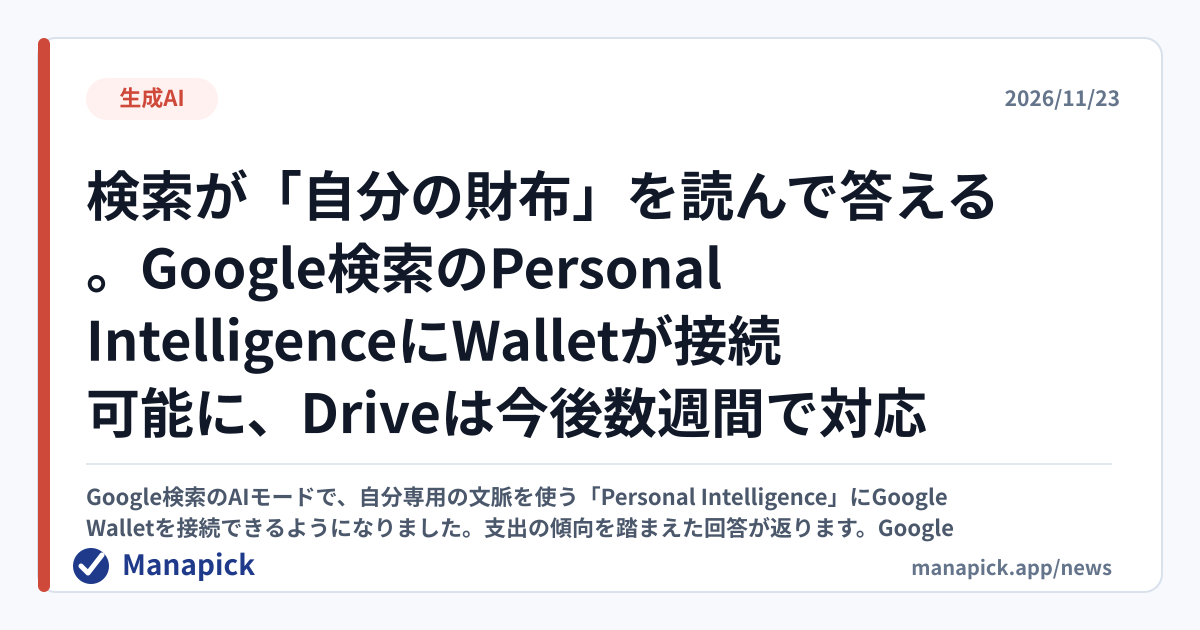 生成AI
2026/11/23
検索が「自分の財布」を読んで答える
。Google検索のPersonal
IntelligenceにWalletが接続
可能に、Driveは今後数週間で対応
Google検索のAIモードで、自分専用の文脈を使う「Personal Intelligence」にGoogle
Walletを接続できるようになりました。支出の傾向を踏まえた回答が返ります。Google
Manapick
manapick.app/news